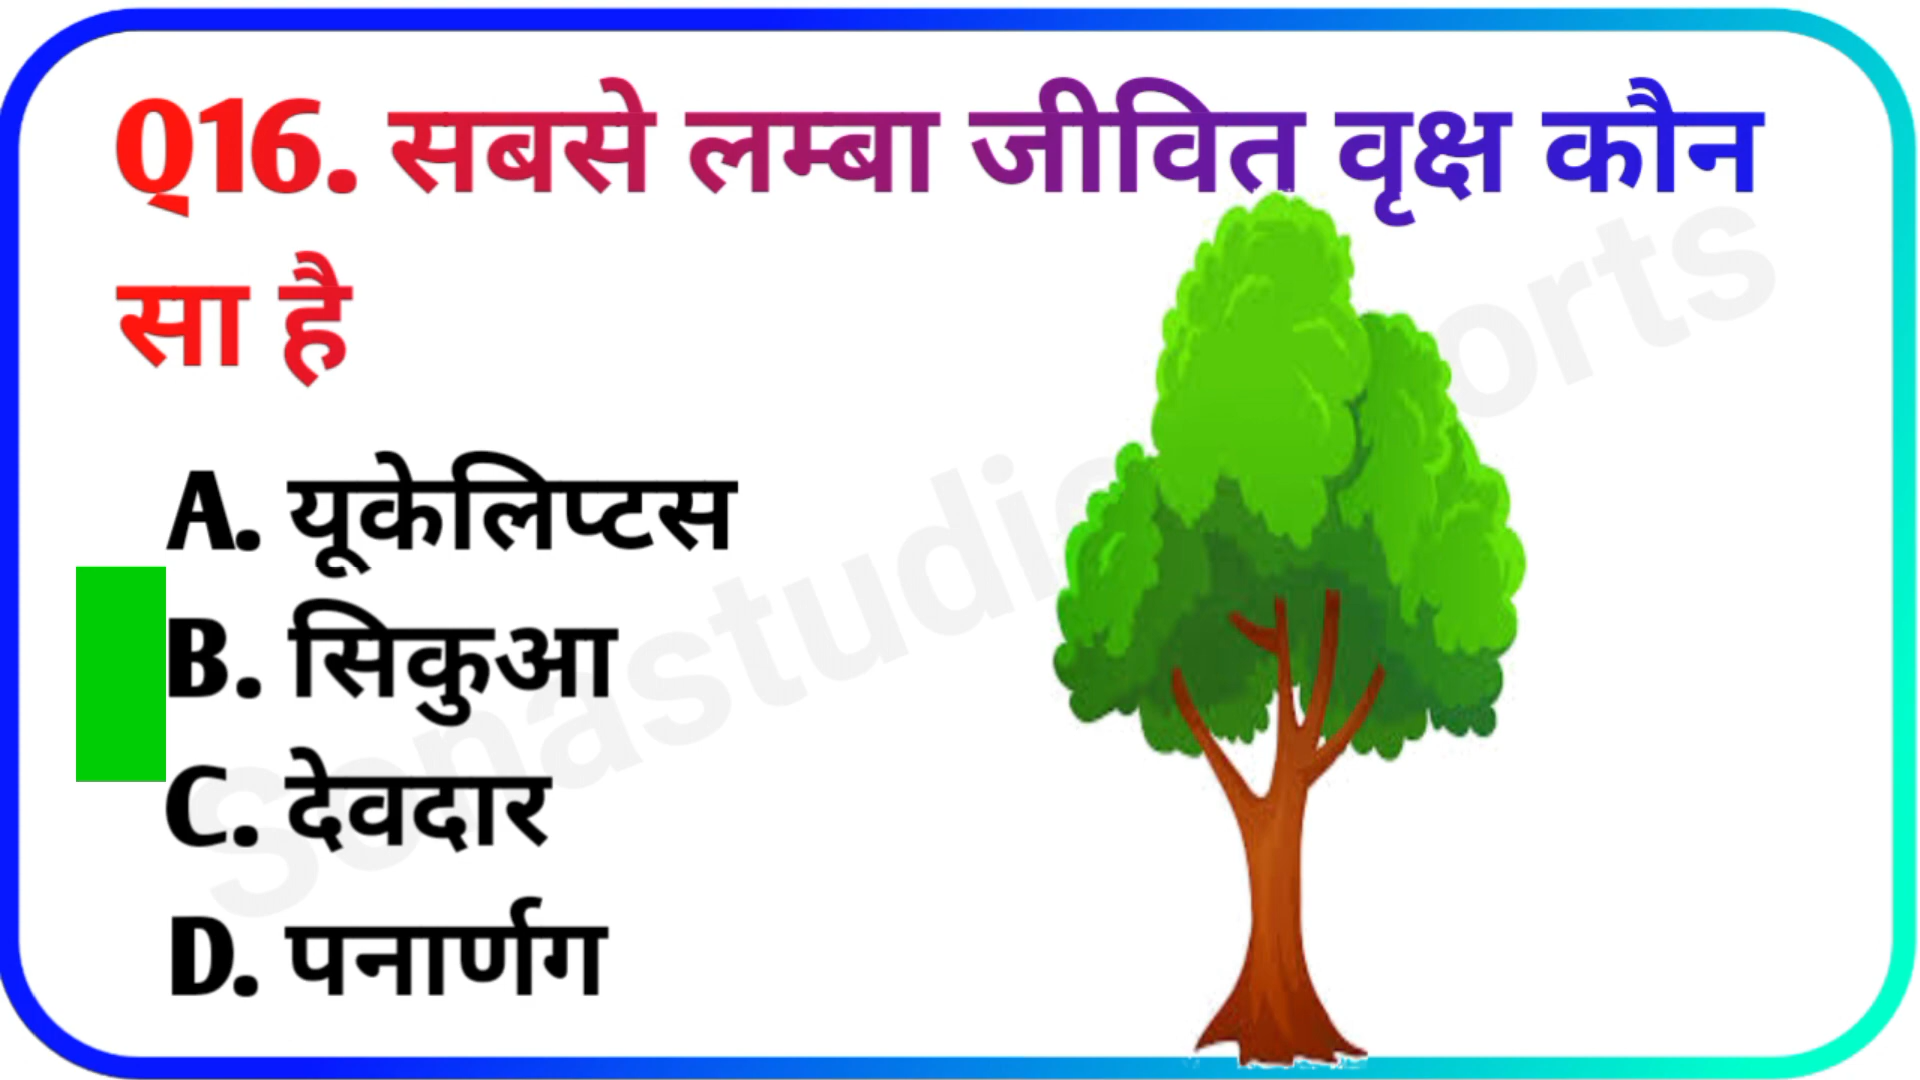 Q16. सबसे लम्बा जीवित वृक्ष कौन
सा है
A. यूकेलिप्टस
B. सिकुआ
C. देवदार
D. पनार्णग